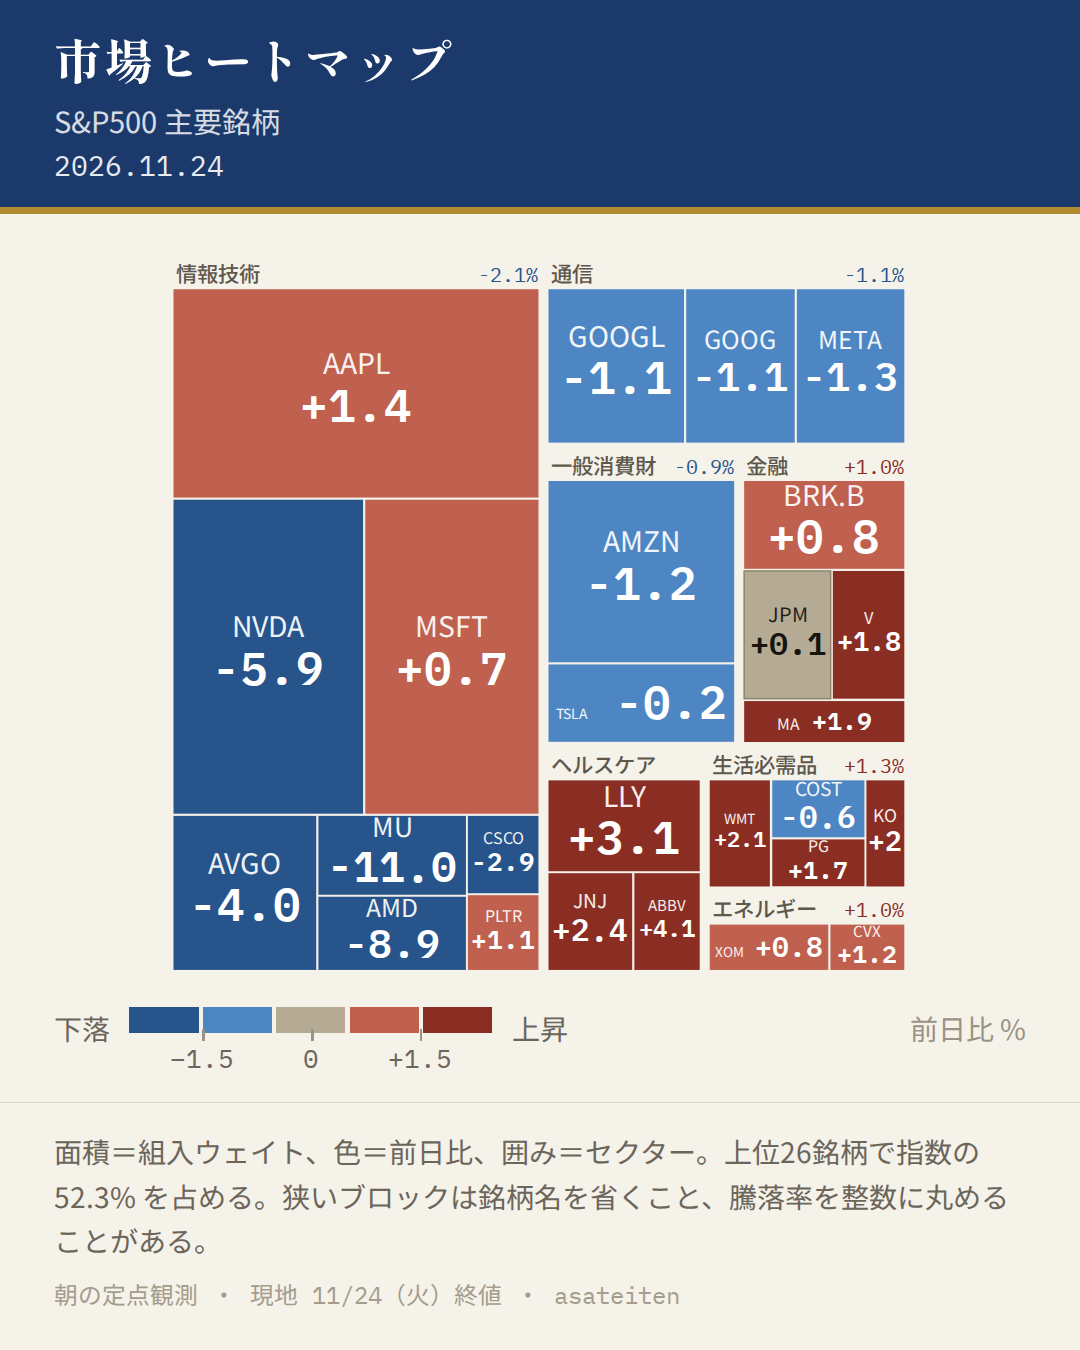 市場ヒートマップ
S&P500 主要銘柄
2026.11.24
情報技術 -2.1%
AAPL
+1.4
NVDA
-5.9
MSFT
+0.7
AVGO
-4.0
MU
-11.0
AMD
-8.9
CSCO
-2.9
PLTR
+1.1
通信 -1.1%
GOOGL
-1.1
GOOG
-1.1
META
-1.3
一般消費財 -0.9%
AMZN
-1.2
TSLA -0.2
金融 +1.0%
BRK.B
+0.8
JPM
+0.1
V
+1.8
MA +1.9
ヘルスケア
LLY
+3.1
JNJ
+2.4
ABBV
+4.1
生活必需品 +1.3%
WMT
+2.1
COST
-0.6
PG
+1.7
KO
+2
エネルギー +1.0%
XOM +0.8
CVX
+1.2
下落 上昇 前日比 %
−1.5 0 +1.5
面積＝組入ウェイト、色＝前日比、囲み＝セクター。上位26銘柄で指数の
52.3% を占める。狭いブロックは銘柄名を省くこと、騰落率を整数に丸める
ことがある。
朝の定点観測 ・ 現地 11/24（火）終値 ・ asateiten